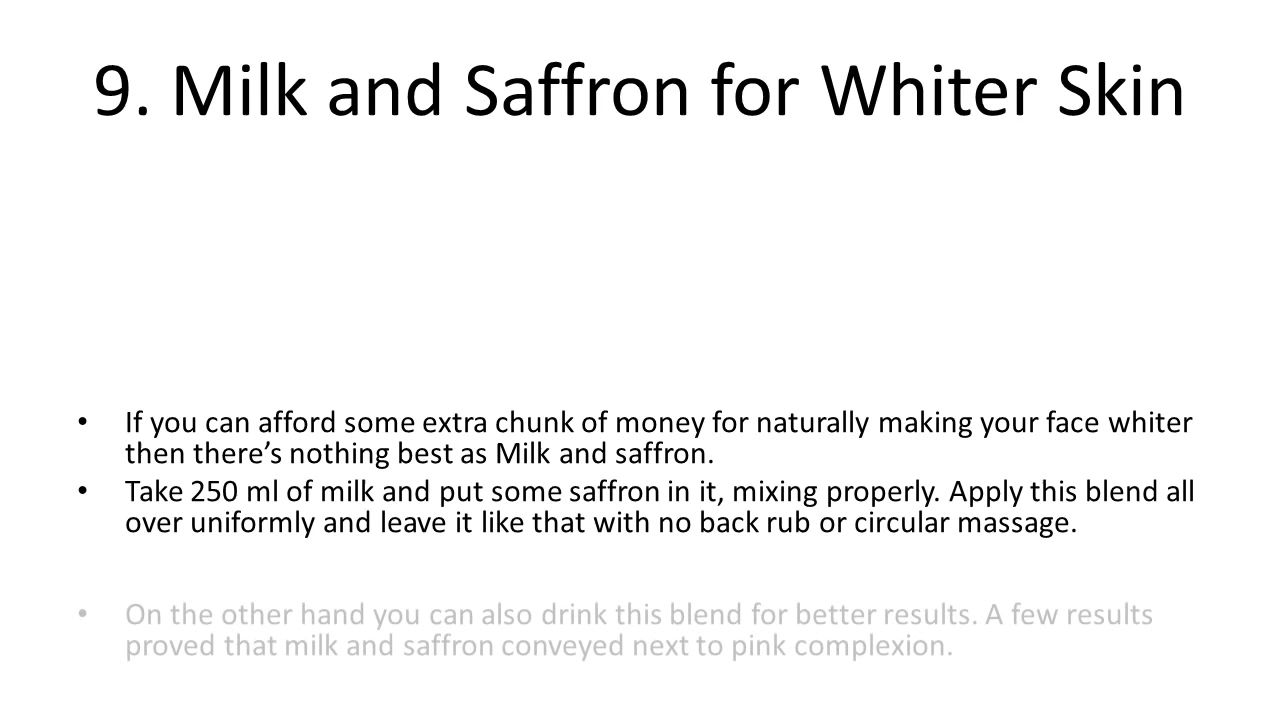 9. Milk and Saffron for Whiter Skin
• If you can afford some extra chunk of money for naturally making your face whiter
then there’s nothing best as Milk and saffron.
• Take 250 ml of milk and put some saffron in it, mixing properly. Apply this blend all
over uniformly and leave it like that with no back rub or circular massage.
• On the other hand you can also drink this blend for better results. A few results
proved that milk and saffron conveyed next to pink complexion.